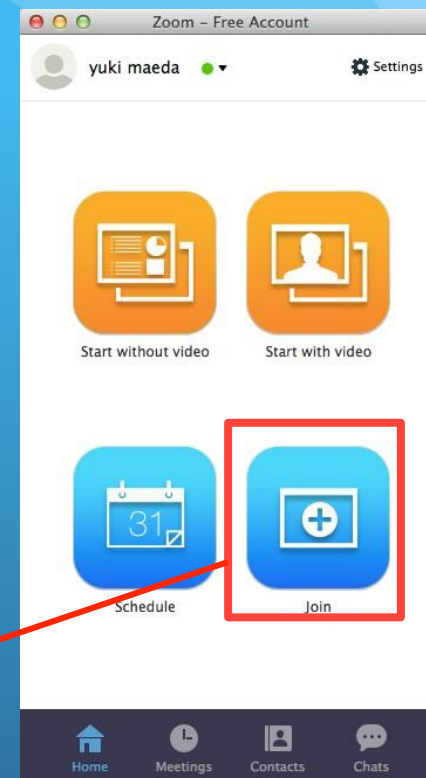 Zoom - Free Account
yuki maeda
Settings
Start without video
Start with video
31
Schedule
Join
Home
Meetings
Contacts
Chats